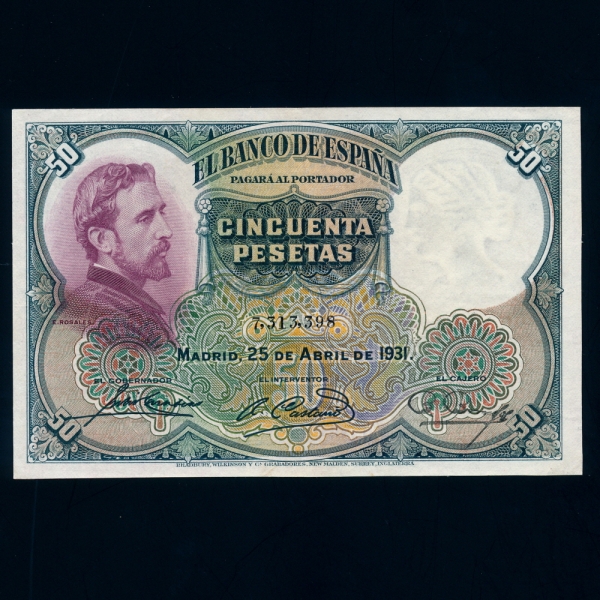 50
50
EL BANCO DE ESPAÑA
PAGARÁ AL PORTADOR
CINCUENTA
PESETAS
E. ROSALES
7,313,398
MADRID, 25 DE ABRIL DE 1931.
EL GOBERNADOR
EL INTERVENTOR
EL CAJERO
50
50
50
BRADBURY, WILKINSON Y Cª GRABADORES, NEW MALDEN, SURREY, INGLATERRA.